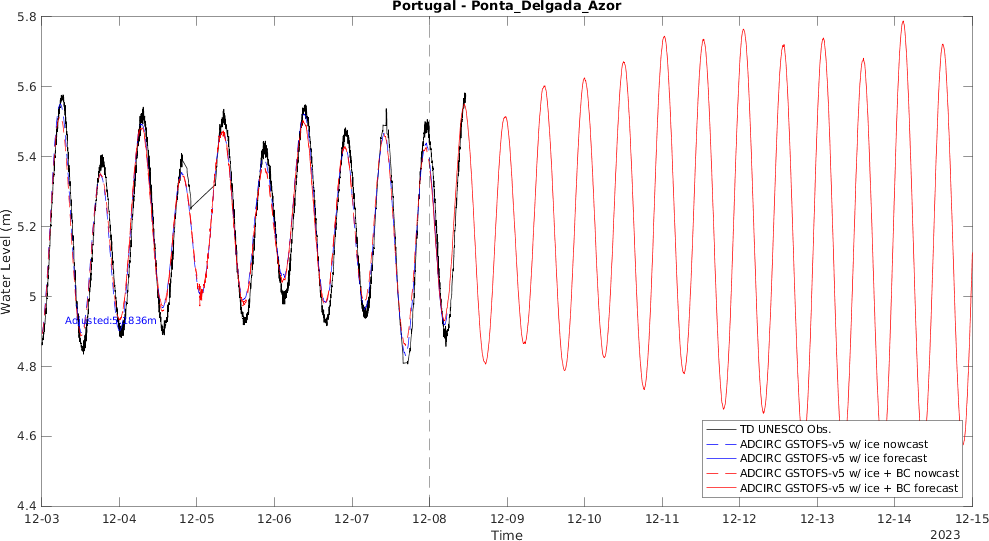 Portugal - Ponta_Delgada_Azor
5.8
5.6
5.4
5.2
5
4.8
4.6
4.4
Water Level (m)
Adjusted:5.1836m
TD UNESCO Obs.
ADCIRC GSTOFS-v5 w/ ice nowcast
ADCIRC GSTOFS-v5 w/ ice forecast
ADCIRC GSTOFS-v5 w/ ice + BC nowcast
ADCIRC GSTOFS-v5 w/ ice + BC forecast
12-03 12-04 12-05 12-06 12-07 12-08 12-09 12-10 12-11 12-12 12-13 12-14 12-15
Time
2023